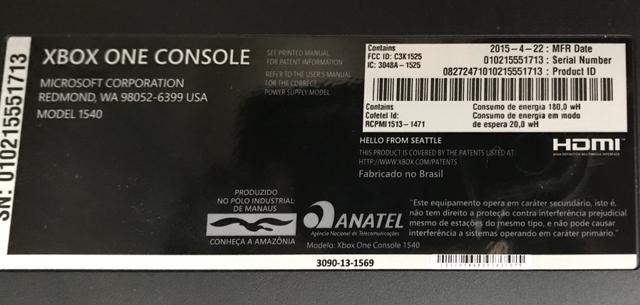 SN: 010215551713
XBOX ONE CONSOLE
MICROSOFT CORPORATION
REDMOND, WA 98052-6399 USA
MODEL 1540
SEE PRINTED MANUAL
FOR PATENT INFORMATION
REFER TO THE USER'S MANUAL
FOR THE CORRECT
POWER SUPPLY MODEL
Contains
FCC ID: C3K1525
IC: 3048A-1525
2015-4-22 : MFR Date
010215551713 : Serial Number
08272471010215551713 : Product ID
Contains
Cofetel Id:
RCPMI1513-1471
Consumo de energia 180,0 wH
Consumo de energia em modo
de espera 20,0 wH
HELLO FROM SEATTLE
THIS PRODUCT IS COVERED BY THE PATENTS LISTED AT:
HTTP://WWW.XBOX.COM/PATENTS
Fabricado no Brasil
HDMI
HIGH-DEFINITION MULTIMEDIA INTERFACE
PRODUZIDO
NO PÓLO INDUSTRIAL
DE MANAUS
CONHEÇA A AMAZÔNIA
ANATEL
Agência Nacional de Telecomunicações
Modelo: Xbox One Console 1540
"Este equipamento opera em caráter secundário, isto é,
não tem direito a proteção contra interferência prejudicial
mesmo de estações do mesmo tipo, e não pode causar
interferência a sistemas operando em caráter primário."
3090-13-1569